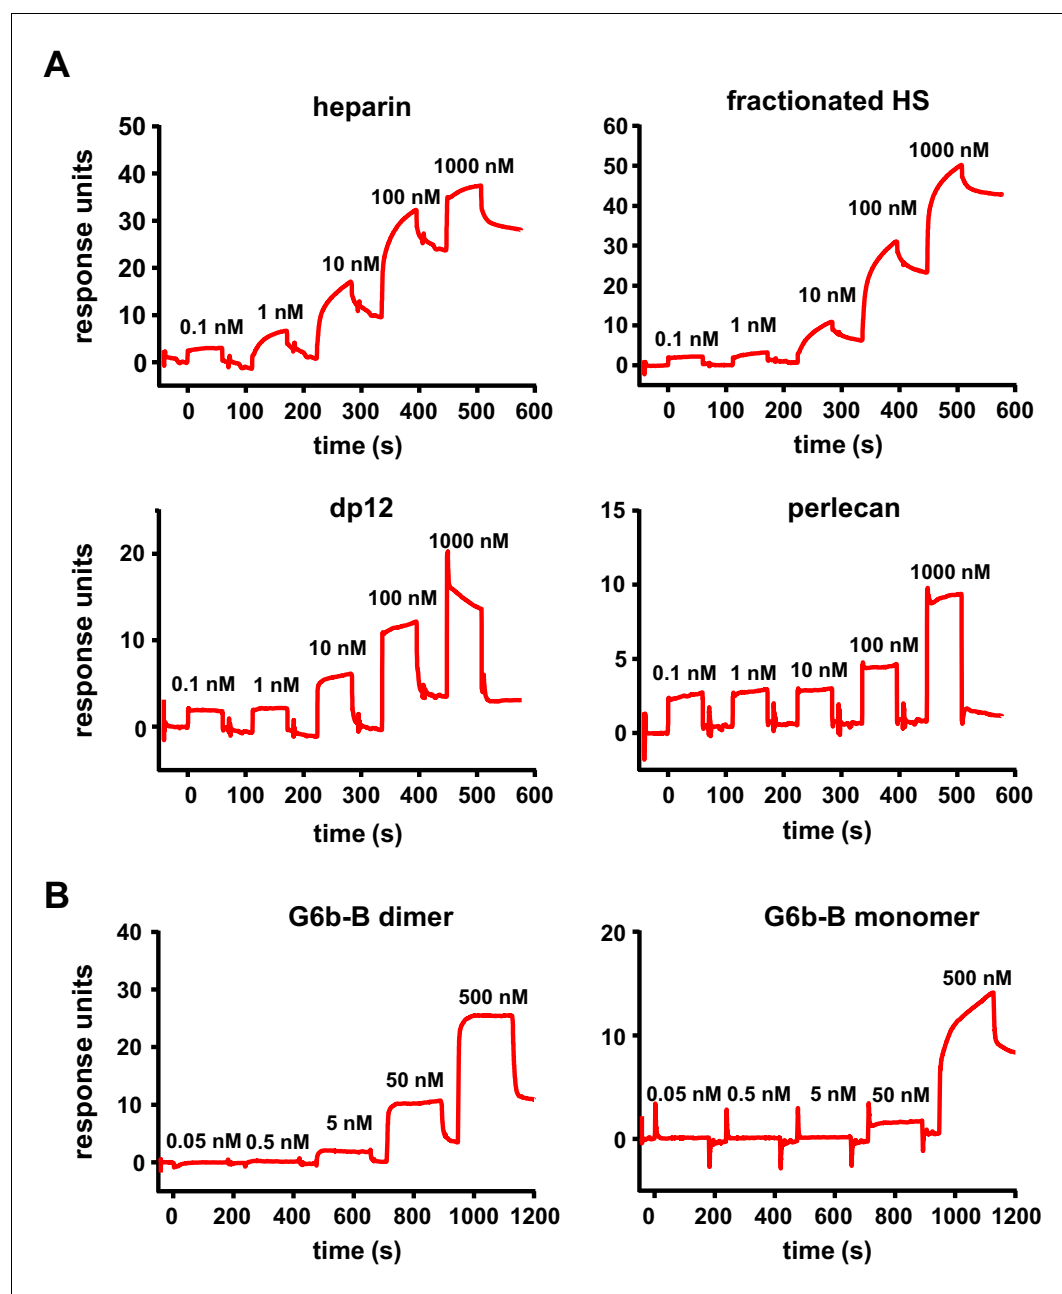 A
heparin
fractionated HS
response units
50
40
30
20
10
0
0.1 nM
1 nM
10 nM
100 nM
1000 nM
0 100 200 300 400 500 600
time (s)
60
50
40
30
20
10
0
0.1 nM
1 nM
10 nM
100 nM
1000 nM
0 100 200 300 400 500 600
time (s)
dp12
perlecan
response units
20
10
0
0.1 nM
1 nM
10 nM
100 nM
1000 nM
0 100 200 300 400 500 600
time (s)
15
10
5
0
0.1 nM
1 nM
10 nM
100 nM
1000 nM
0 100 200 300 400 500 600
time (s)
B
G6b-B dimer
G6b-B monomer
response units
40
30
20
10
0
0.05 nM
0.5 nM
5 nM
50 nM
500 nM
0 200 400 600 800 1000 1200
time (s)
20
10
0
0.05 nM
0.5 nM
5 nM
50 nM
500 nM
0 200 400 600 800 1000 1200
time (s)